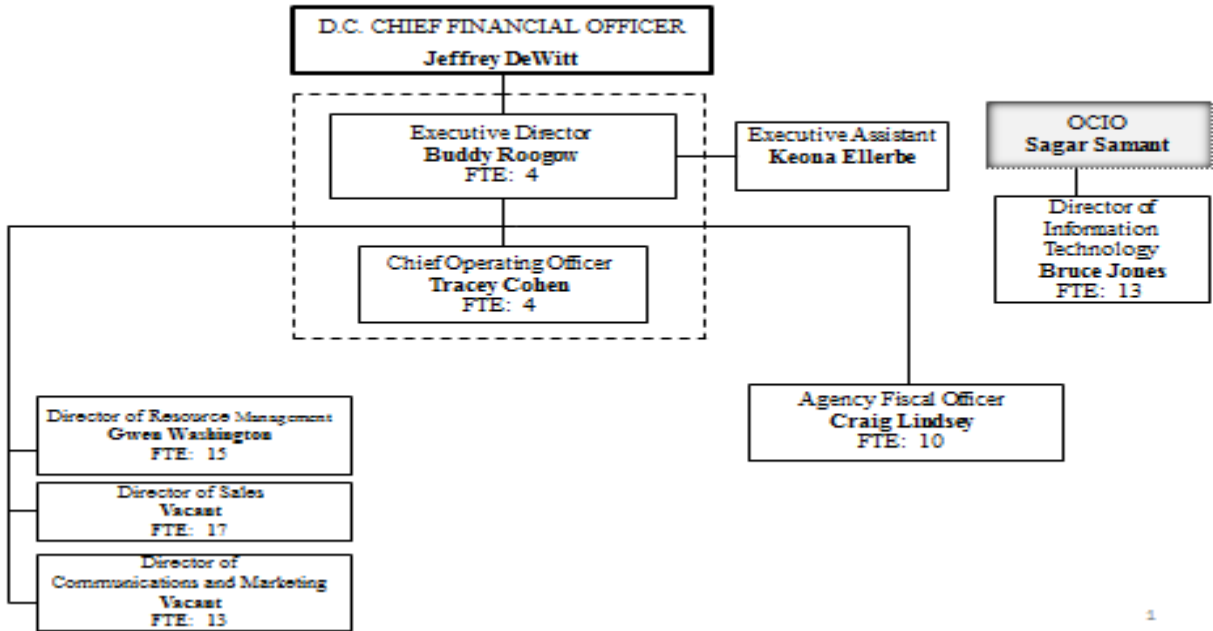 D.C. CHIEF FINANCIAL OFFICER
Jeffrey DeWitt
Executive Director
Buddy Roogow
FTE: 4
Executive Assistant
Keona Ellerbe
OCIO
Sagar Samant
Director of
Information
Technology
Bruce Jones
FTE: 13
Chief Operating Officer
Tracey Cohen
FTE: 4
Director of Resource Management
Gwen Washington
FTE: 15
Agency Fiscal Officer
Craig Lindsey
FTE: 10
Director of Sales
Vacant
FTE: 17
Director of
Communications and Marketing
Vacant
FTE: 13
1